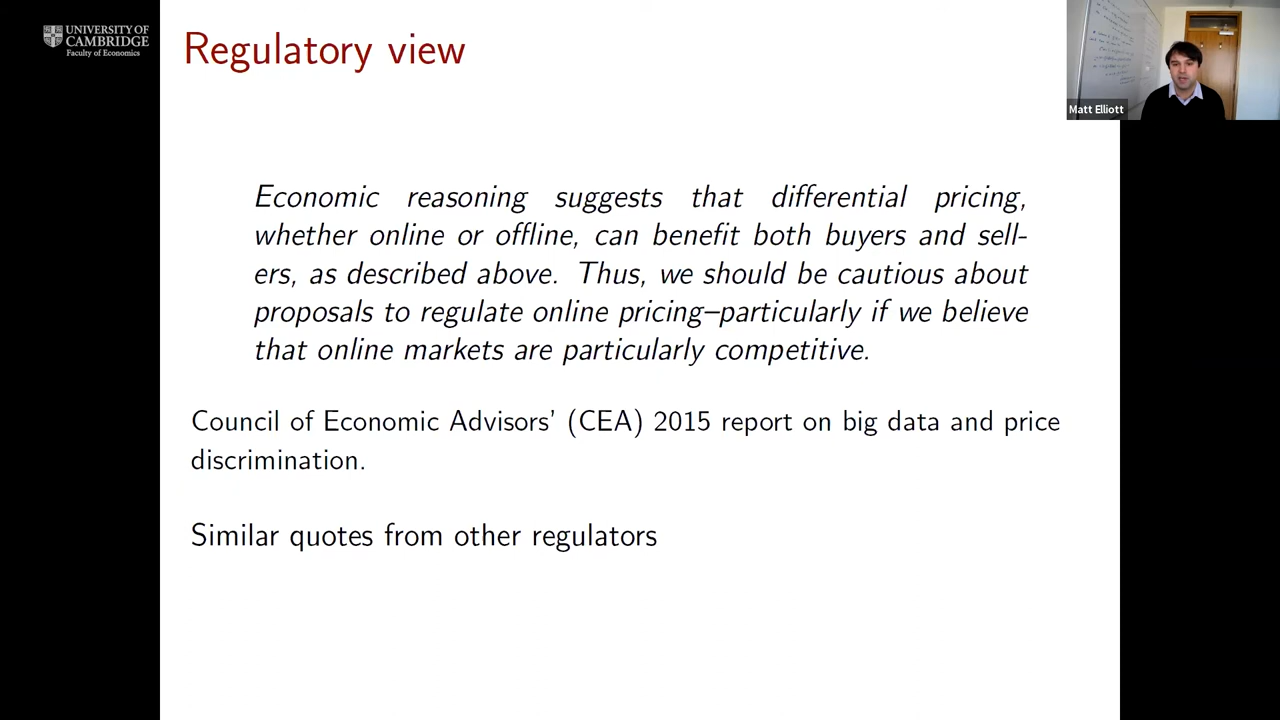 UNIVERSITY OF
CAMBRIDGE
Faculty of Economics
Regulatory view
Matt Elliott
Economic reasoning suggests that differential pricing,
whether online or offline, can benefit both buyers and sell-
ers, as described above. Thus, we should be cautious about
proposals to regulate online pricing–particularly if we believe
that online markets are particularly competitive.
Council of Economic Advisors' (CEA) 2015 report on big data and price
discrimination.
Similar quotes from other regulators